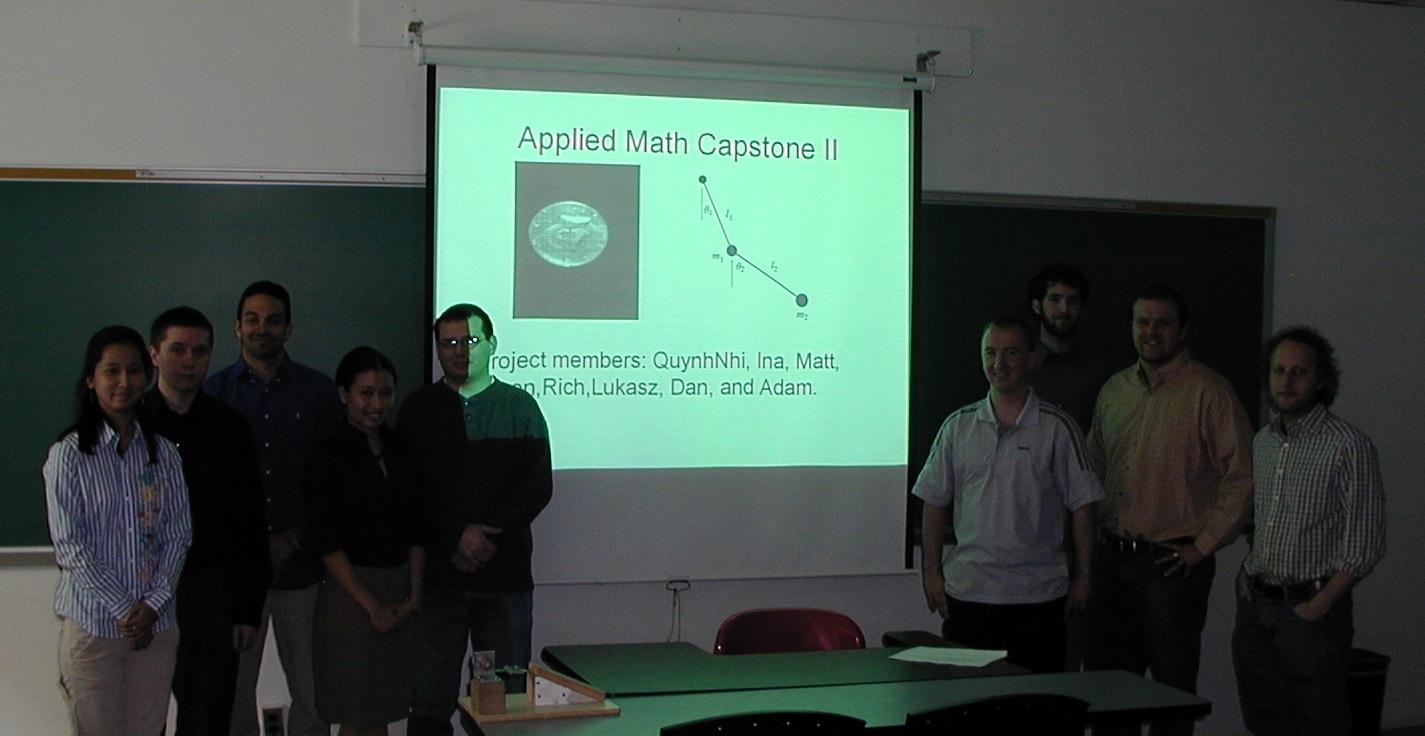 Applied Math Capstone II
θ1
l1
m1
θ2
l2
m2
roject members: QuynhNhi, Ina, Matt,
Rich,Lukasz, Dan, and Adam.